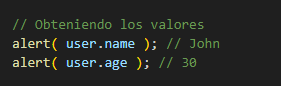 // Obteniendo los valores
alert( user.name ); // John
alert( user.age ); // 30